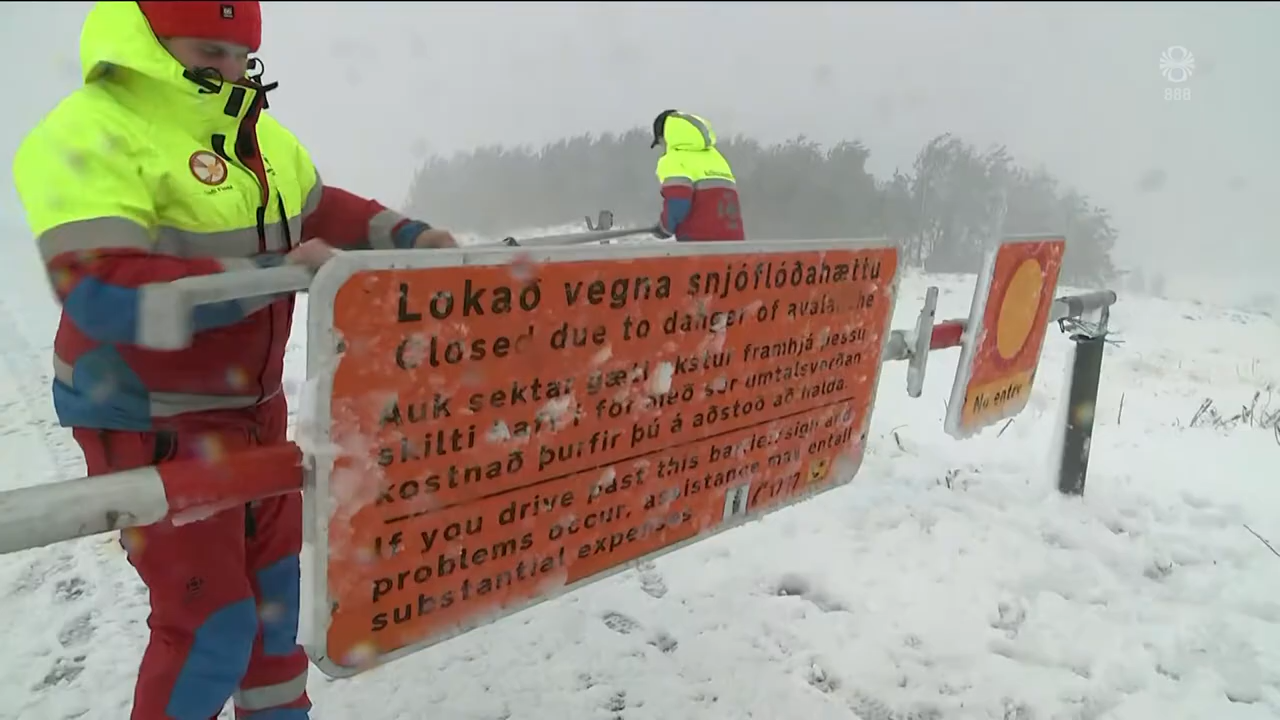 888
Lokað vegna snjóflóðahættu
Closed due to danger of avalanche
Auk sektar gæti akstur framhjá þessu
skilti haft í för með sér umtalsverðan
kostnað þurfir þú á aðstoð að halda.
If you drive past this barrier/sign and
problems occur, assistance may entail
substantial expenses
1717
No entry